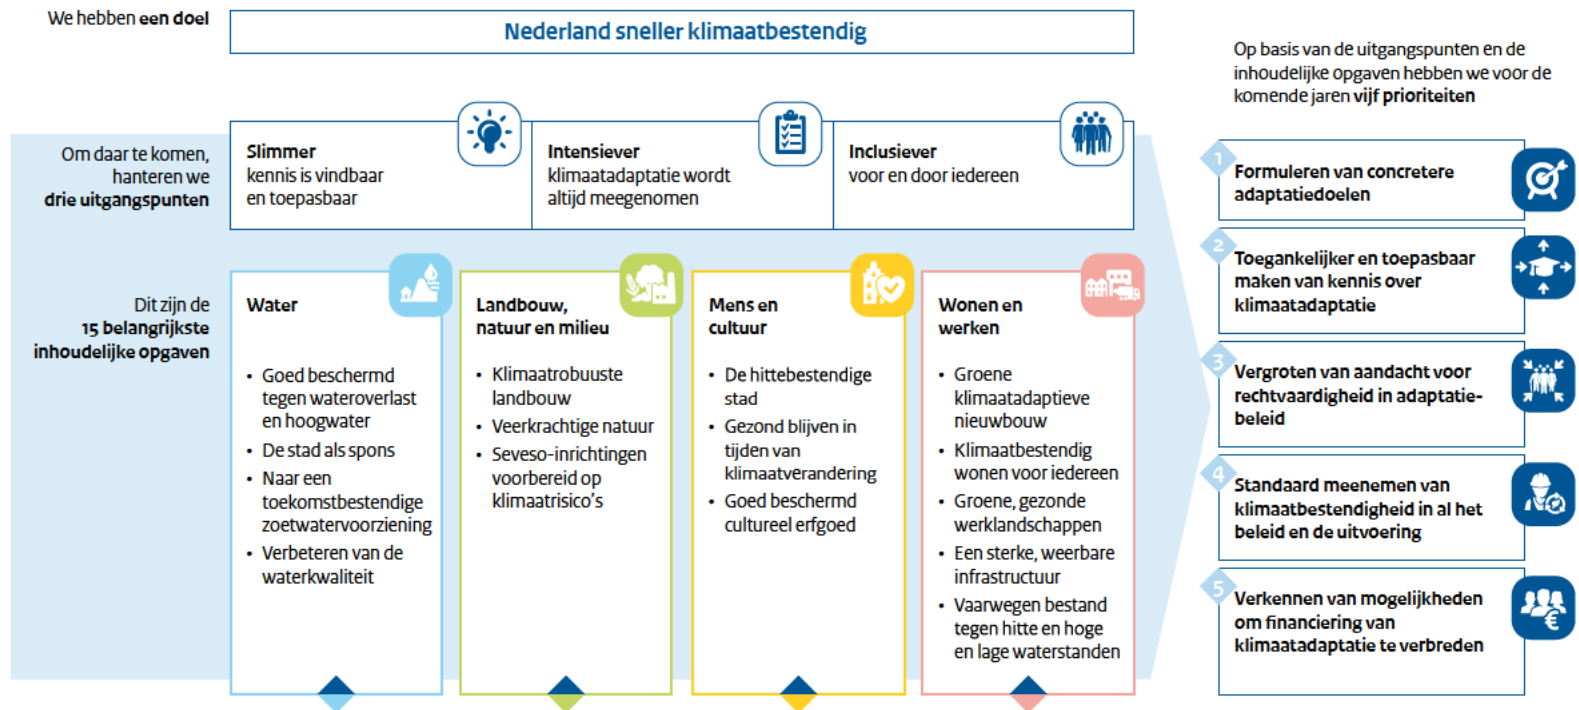 We hebben een doel
Nederland sneller klimaatbestendig
Om daar te komen,
hanteren we
drie uitgangspunten
Slimmer
kennis is vindbaar
en toepasbaar
Intensiever
klimaatadaptatie wordt
altijd meegenomen
Inclusiever
voor en door iedereen
Dit zijn de
15 belangrijkste
inhoudelijke opgaven
Water
• Goed beschermd
tegen wateroverlast
en hoogwater
• De stad als spons
• Naar een
toekomstbestendige
zoetwatervoorziening
• Verbeteren van de
waterkwaliteit
Landbouw,
natuur en milieu
• Klimaatrobuuste
landbouw
• Veerkrachtige natuur
• Seveso-inrichtingen
voorbereid op
klimaatrisico's
Mens en
cultuur
• De hittebestendige
stad
• Gezond blijven in
tijden van
klimaatverandering
• Goed beschermd
cultureel erfgoed
Wonen en
werken
• Groene
klimaatadaptieve
nieuwbouw
• Klimaatbestendig
wonen voor iedereen
• Groene, gezonde
werklandschappen
• Een sterke, weerbare
infrastructuur
• Vaarwegen bestand
tegen hitte en hoge
en lage waterstanden
Op basis van de uitgangspunten en de
inhoudelijke opgaven hebben we voor de
komende jaren vijf prioriteiten
1
Formuleren van concretere
adaptatiedoelen
2
Toegankelijker en toepasbaar
maken van kennis over
klimaatadaptatie
3
Vergroten van aandacht voor
rechtvaardigheid in adaptatie-
beleid
4
Standaard meenemen van
klimaatbestendigheid in al het
beleid en de uitvoering
5
Verkennen van mogelijkheden
om financiering van
klimaatadaptatie te verbreden
€